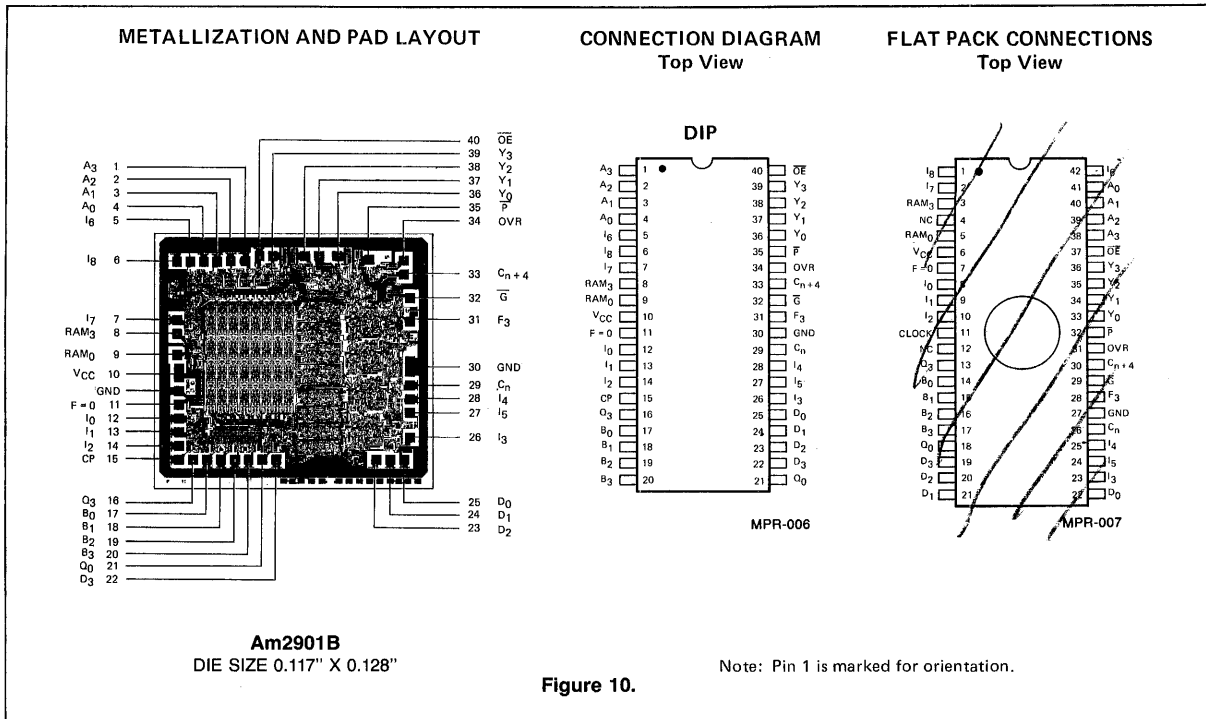 METALLIZATION AND PAD LAYOUT
A3 1
A2 2
A1 3
A0 4
I6 5
I8 6
I7 7
RAM3 8
RAM0 9
VCC 10
GND
F = 0 11
I0 12
I1 13
I2 14
CP 15
Q3 16
B0 17
B1 18
B2 19
B3 20
Q0 21
D3 22
40 O̅E̅
39 Y3
38 Y2
37 Y1
36 Y0
35 P̅
34 OVR
33 Cn+4
32 G̅
31 F3
30 GND
29 Cn
28 I4
27 I5
26 I3
25 D0
24 D1
23 D2
Am2901B
DIE SIZE 0.117" X 0.128"
CONNECTION DIAGRAM
Top View
DIP
A3 1 40 O̅E̅
A2 2 39 Y3
A1 3 38 Y2
A0 4 37 Y1
I6 5 36 Y0
I8 6 35 P̅
I7 7 34 OVR
RAM3 8 33 Cn+4
RAM0 9 32 G̅
VCC 10 31 F3
F = 0 11 30 GND
I0 12 29 Cn
I1 13 28 I4
I2 14 27 I5
CP 15 26 I3
Q3 16 25 D0
B0 17 24 D1
B1 18 23 D2
B2 19 22 D3
B3 20 21 Q0
MPR-006
FLAT PACK CONNECTIONS
Top View
I8 1 42 I6
I7 2 41 A0
RAM3 3 40 A1
NC 4 39 A2
RAM0 5 38 A3
VCC 6 37 O̅E̅
F = 0 7 36 Y3
I0 8 35 Y2
I1 9 34 Y1
I2 10 33 Y0
CLOCK 11 32 P̅
NC 12 31 OVR
Q3 13 30 Cn+4
B0 14 29 G̅
B1 15 28 F3
B2 16 27 GND
B3 17 26 Cn
Q0 18 25 I4
D3 19 24 I5
D2 20 23 I3
D1 21 22 D0
MPR-007
Note: Pin 1 is marked for orientation.
Figure 10.